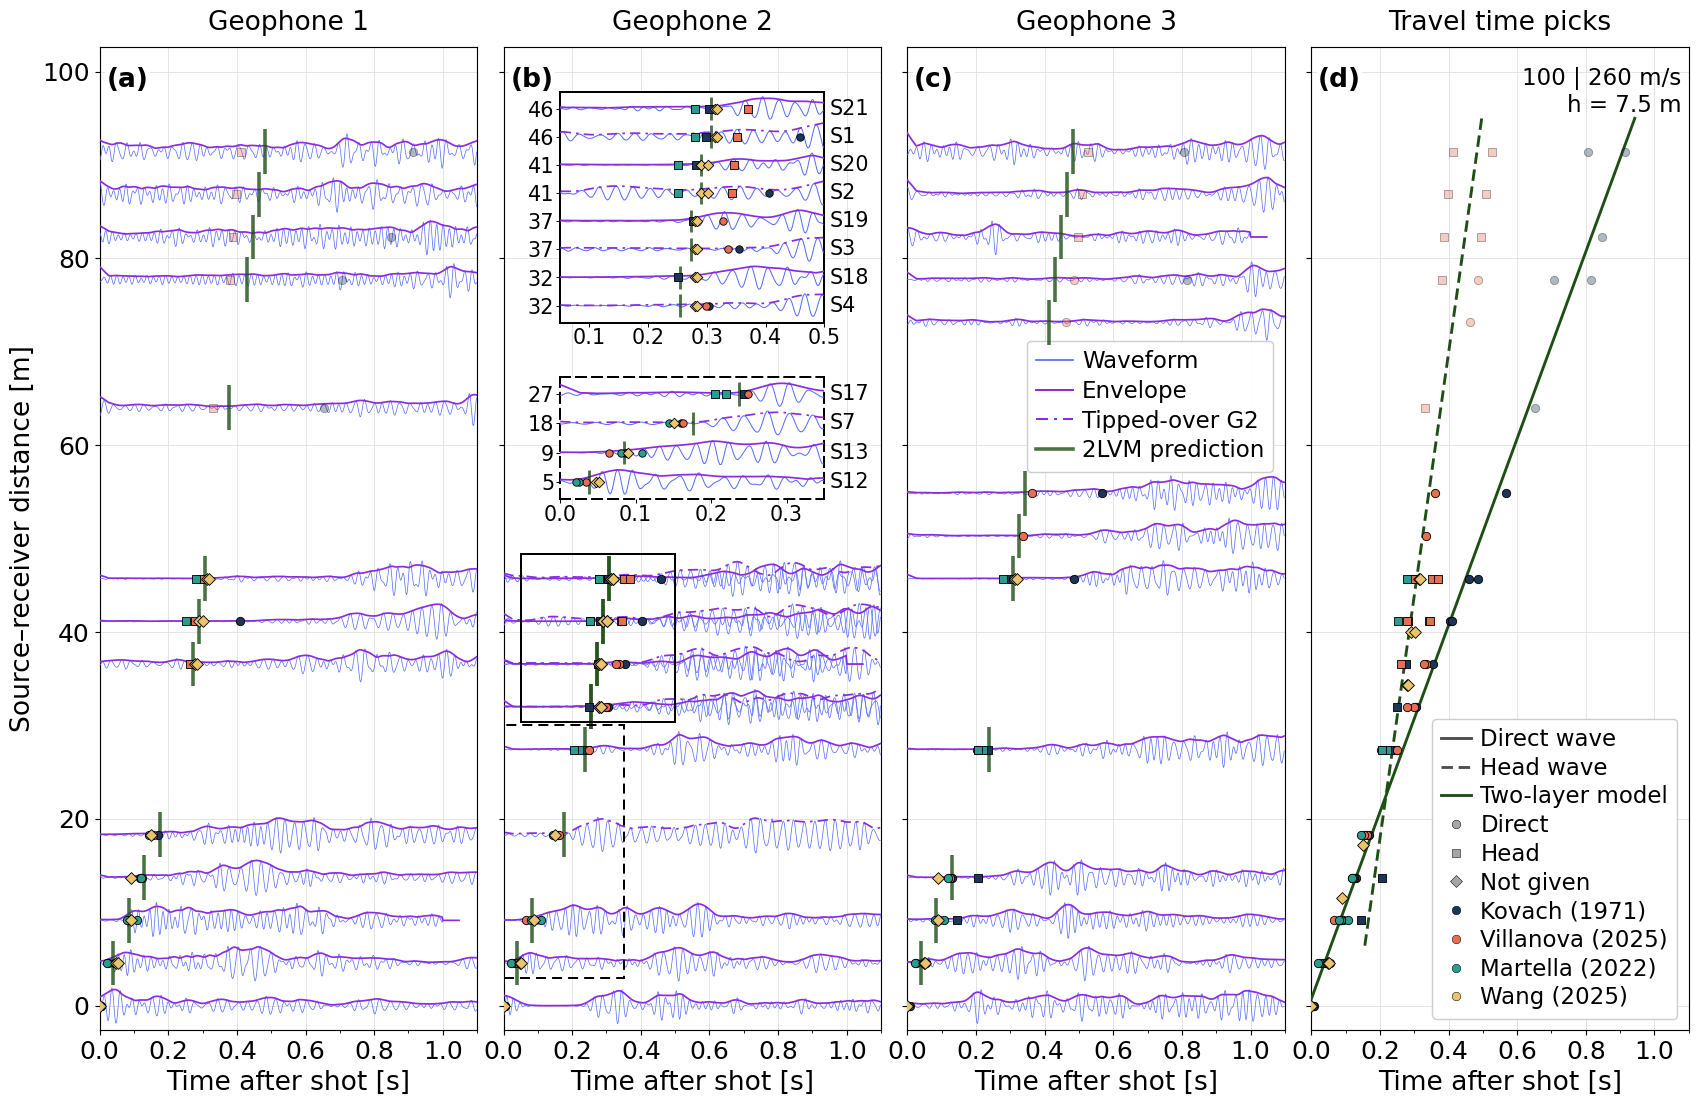 Geophone 1
Geophone 2
Geophone 3
Travel time picks
Source–receiver distance [m]
100
80
60
40
20
0
(a)
0.0
0.2
0.4
0.6
0.8
1.0
Time after shot [s]
(b)
46
S21
46
S1
41
S20
41
S2
37
S19
37
S3
32
S18
32
S4
0.1
0.2
0.3
0.4
0.5
27
S17
18
S7
9
S13
5
S12
0.0
0.1
0.2
0.3
0.0
0.2
0.4
0.6
0.8
1.0
Time after shot [s]
(c)
Waveform
Envelope
Tipped-over G2
2LVM prediction
0.0
0.2
0.4
0.6
0.8
1.0
Time after shot [s]
(d)
100 | 260 m/s
h = 7.5 m
Direct wave
Head wave
Two-layer model
Direct
Head
Not given
Kovach (1971)
Villanova (2025)
Martella (2022)
Wang (2025)
0.0
0.2
0.4
0.6
0.8
1.0
Time after shot [s]